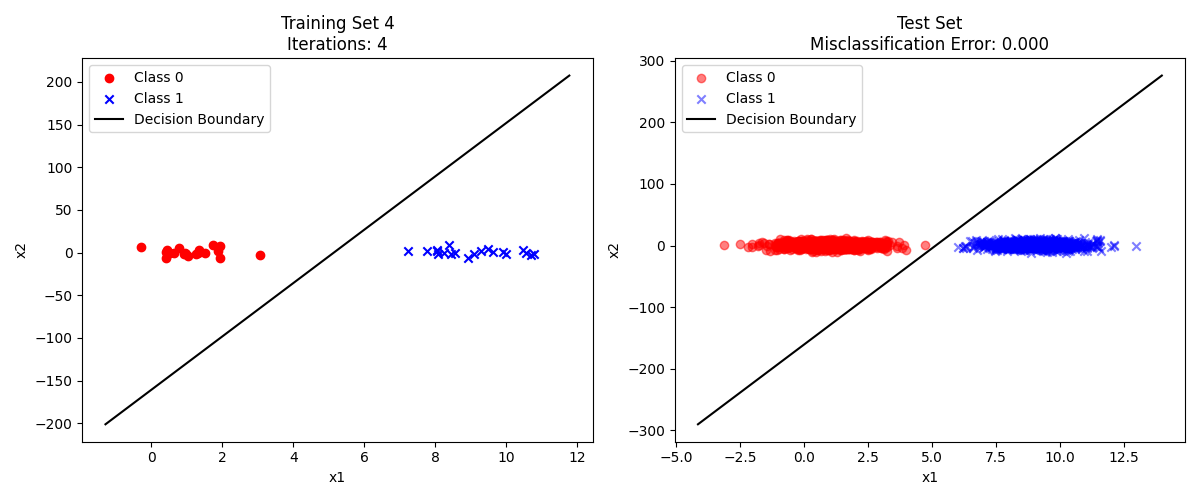 Training Set 4
Iterations: 4
Class 0
Class 1
Decision Boundary
200
150
100
50
0
−50
−100
−150
−200
x2
0
2
4
6
8
10
12
x1
Test Set
Misclassification Error: 0.000
Class 0
Class 1
Decision Boundary
300
200
100
0
−100
−200
−300
x2
−5.0
−2.5
0.0
2.5
5.0
7.5
10.0
12.5
x1